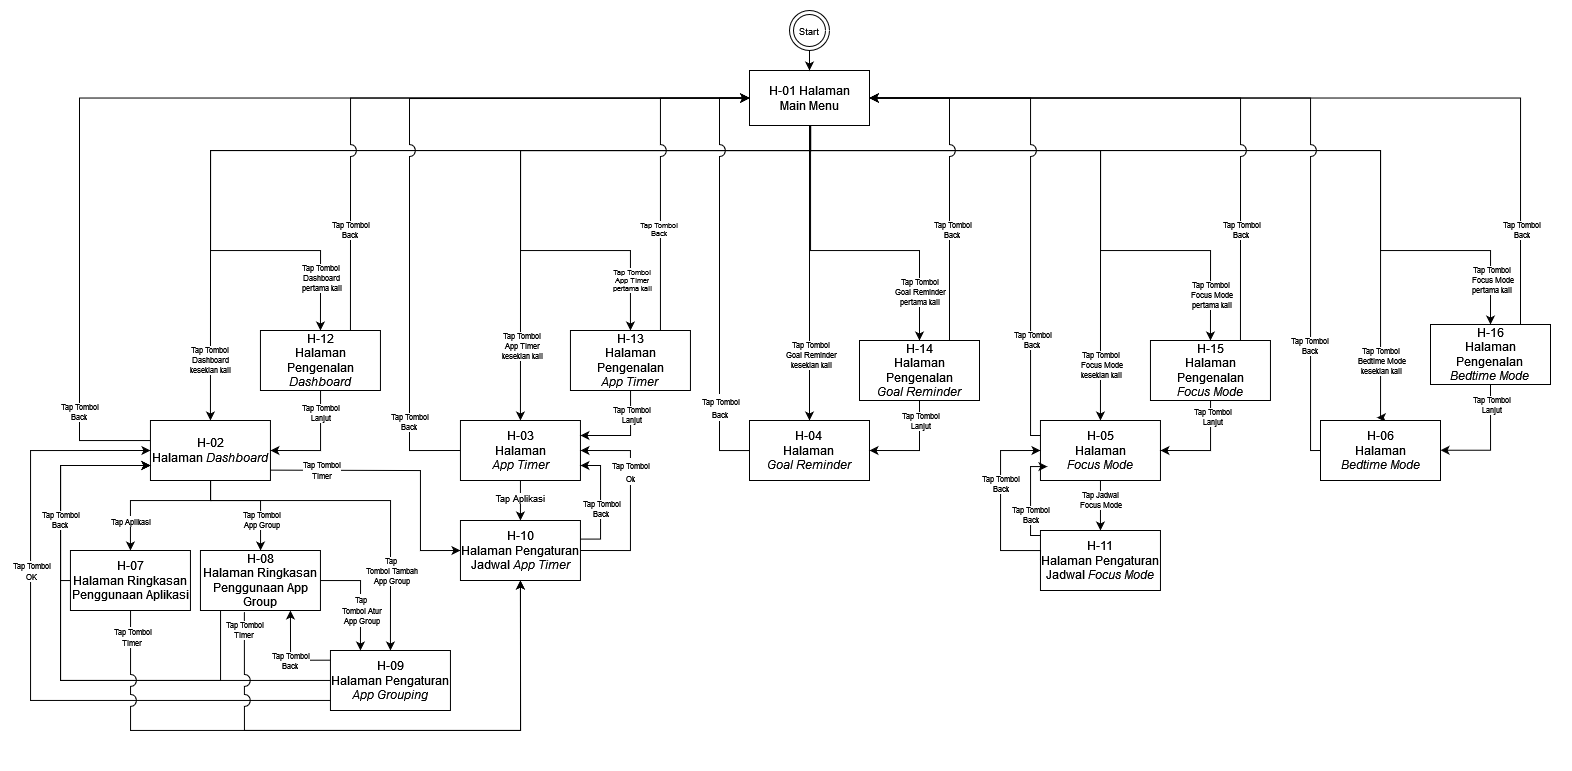 Start
H-01 Halaman
Main Menu
Tap Tombol
Back
Tap Tombol
Back
Tap Tombol
Back
Tap Tombol
Back
Tap Tombol
Back
Tap Tombol
Dashboard
pertama kali
Tap Tombol
App Timer
pertama kali
Tap Tombol
Goal Reminder
pertama kali
Tap Tombol
Focus Mode
pertama kali
Tap Tombol
Focus Mode
pertama kali
H-12
Halaman
Pengenalan
Dashboard
H-13
Halaman
Pengenalan
App Timer
H-14
Halaman
Pengenalan
Goal Reminder
H-15
Halaman
Pengenalan
Focus Mode
H-16
Halaman
Pengenalan
Bedtime Mode
Tap Tombol
Dashboard
kesekian kali
Tap Tombol
App Timer
kesekian kali
Tap Tombol
Goal Reminder
kesekian kali
Tap Tombol
Back
Tap Tombol
Focus Mode
kesekian kali
Tap Tombol
Back
Tap Tombol
Bedtime Mode
kesekian kali
Tap Tombol
Back
Tap Tombol
Lanjut
Tap Tombol
Back
Tap Tombol
Lanjut
Tap Tombol
Back
Tap Tombol
Lanjut
Tap Tombol
Lanjut
Tap Tombol
Lanjut
H-02
Halaman Dashboard
H-03
Halaman
App Timer
H-04
Halaman
Goal Reminder
H-05
Halaman
Focus Mode
H-06
Halaman
Bedtime Mode
Tap Tombol
Timer
Tap Tombol
Ok
Tap Aplikasi
Tap Tombol
Back
Tap Tombol
Back
Tap Jadwal
Focus Mode
Tap Tombol
Back
Tap Tombol
Back
Tap Aplikasi
Tap Tombol
App Group
H-10
Halaman Pengaturan
Jadwal App Timer
H-11
Halaman Pengaturan
Jadwal Focus Mode
Tap Tombol
OK
H-07
Halaman Ringkasan
Penggunaan Aplikasi
H-08
Halaman Ringkasan
Penggunaan App
Group
Tap
Tombol Tambah
App Group
Tap
Tombol Atur
App Group
Tap Tombol
Timer
Tap Tombol
Timer
Tap Tombol
Back
H-09
Halaman Pengaturan
App Grouping